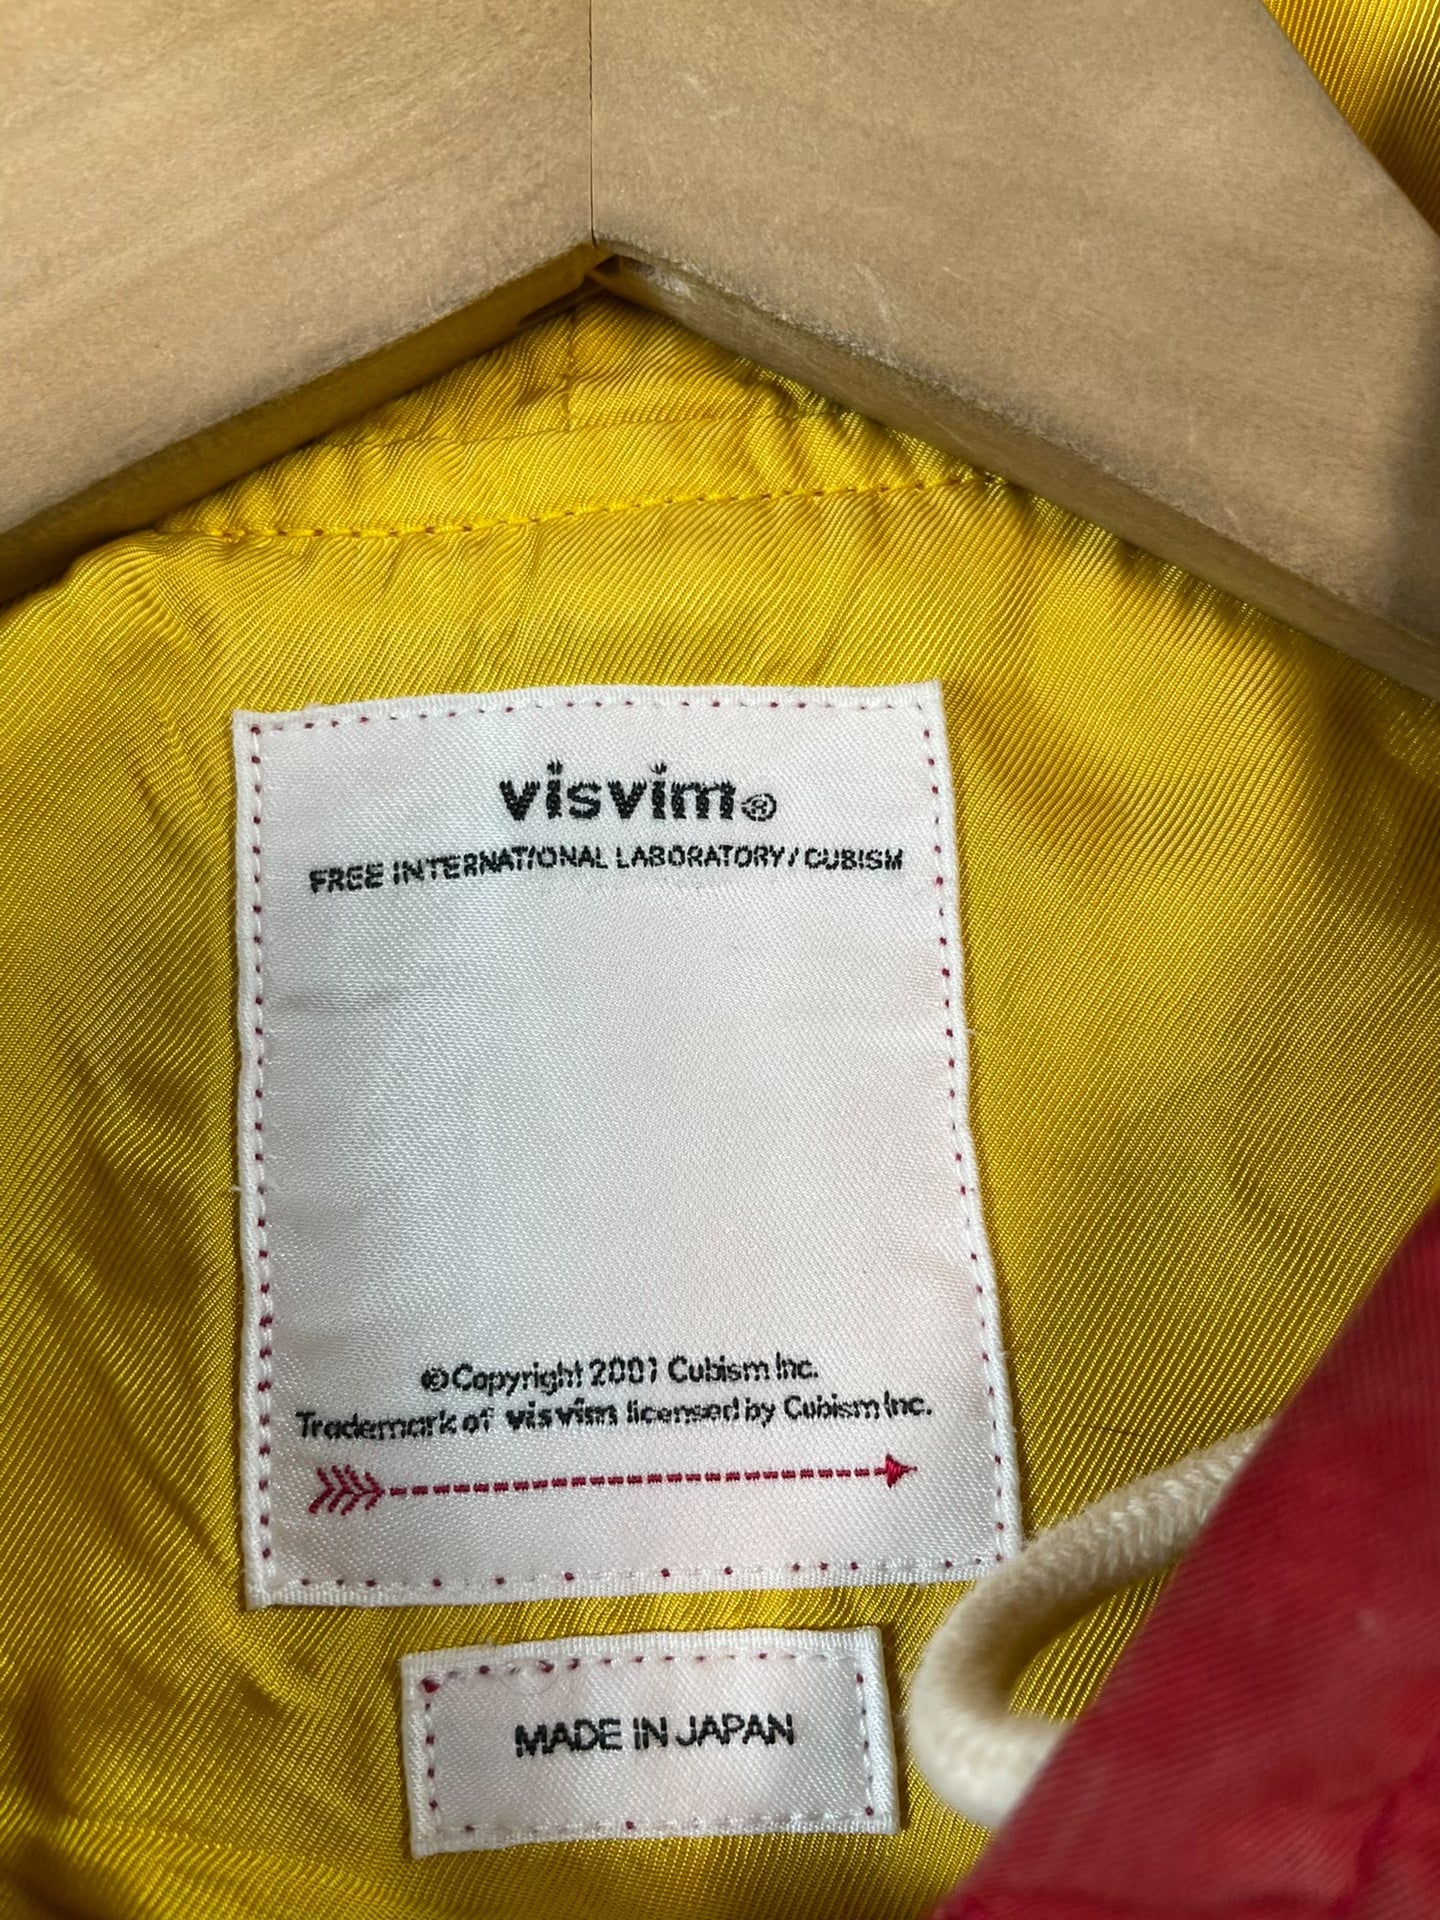 visvim®
FREE INTERNATIONAL LABORATORY / CUBISM
© Copyright 2001 Cubism Inc.
Trademark of visvim licensed by Cubism Inc.
MADE IN JAPAN